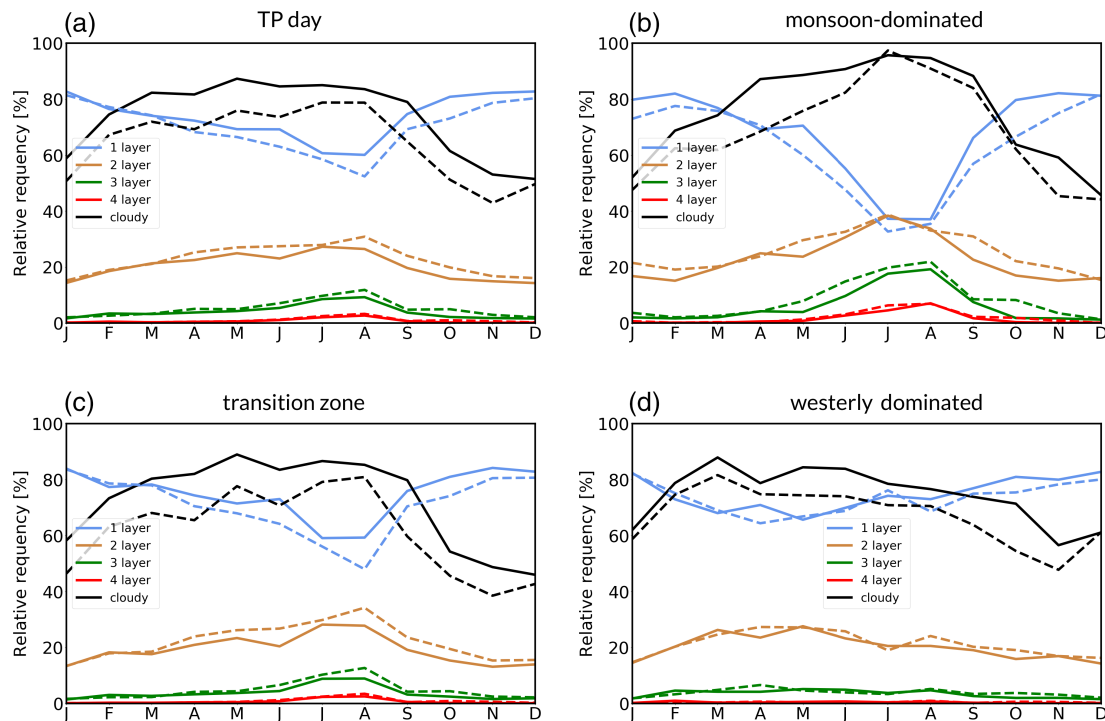 (a) TP day
Relative requency [%]
100
80
60
40
20
0
1 layer
2 layer
3 layer
4 layer
cloudy
J F M A M J J A S O N D
(b) monsoon-dominated
Relative requency [%]
100
80
60
40
20
0
1 layer
2 layer
3 layer
4 layer
cloudy
J F M A M J J A S O N D
(c) transition zone
Relative requency [%]
100
80
60
40
20
0
1 layer
2 layer
3 layer
4 layer
cloudy
J F M A M J J A S O N D
(d) westerly dominated
Relative requency [%]
100
80
60
40
20
0
1 layer
2 layer
3 layer
4 layer
cloudy
J F M A M J J A S O N D